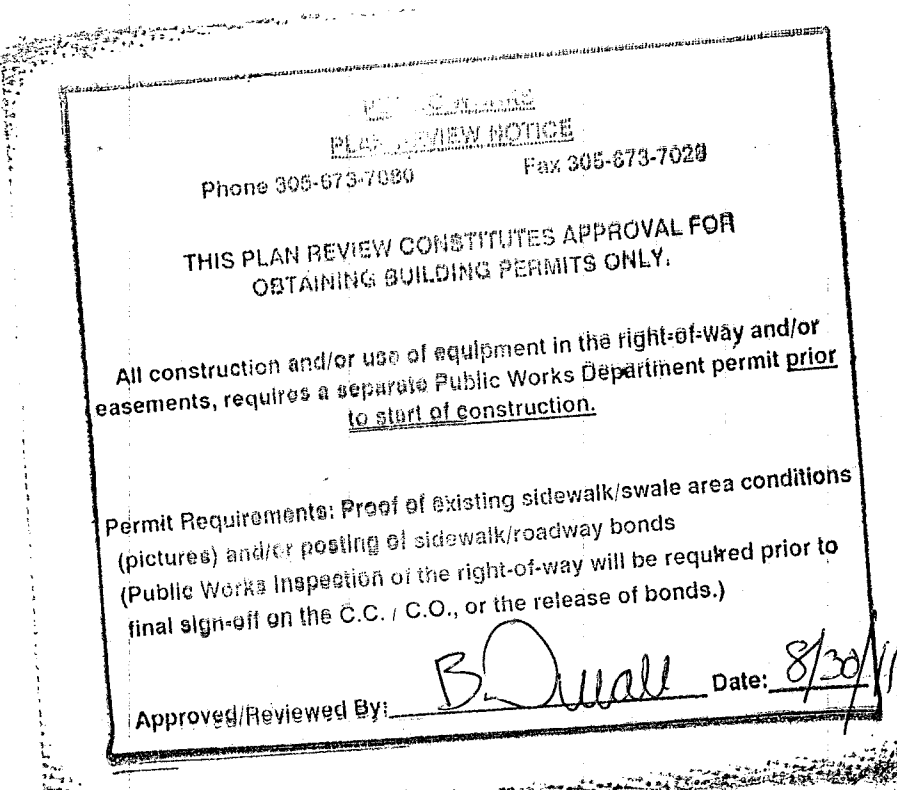 PLAN REVIEW NOTICE
Phone 305-673-7080 Fax 305-673-7028
THIS PLAN REVIEW CONSTITUTES APPROVAL FOR
OBTAINING BUILDING PERMITS ONLY.
All construction and/or use of equipment in the right-of-way and/or
easements, requires a separate Public Works Department permit prior
to start of construction.
Permit Requirements: Proof of existing sidewalk/swale area conditions
(pictures) and/or posting of sidewalk/roadway bonds
(Public Works Inspection of the right-of-way will be required prior to
final sign-off on the C.C. / C.O., or the release of bonds.)
Approved/Reviewed By: Date: 8/30/11